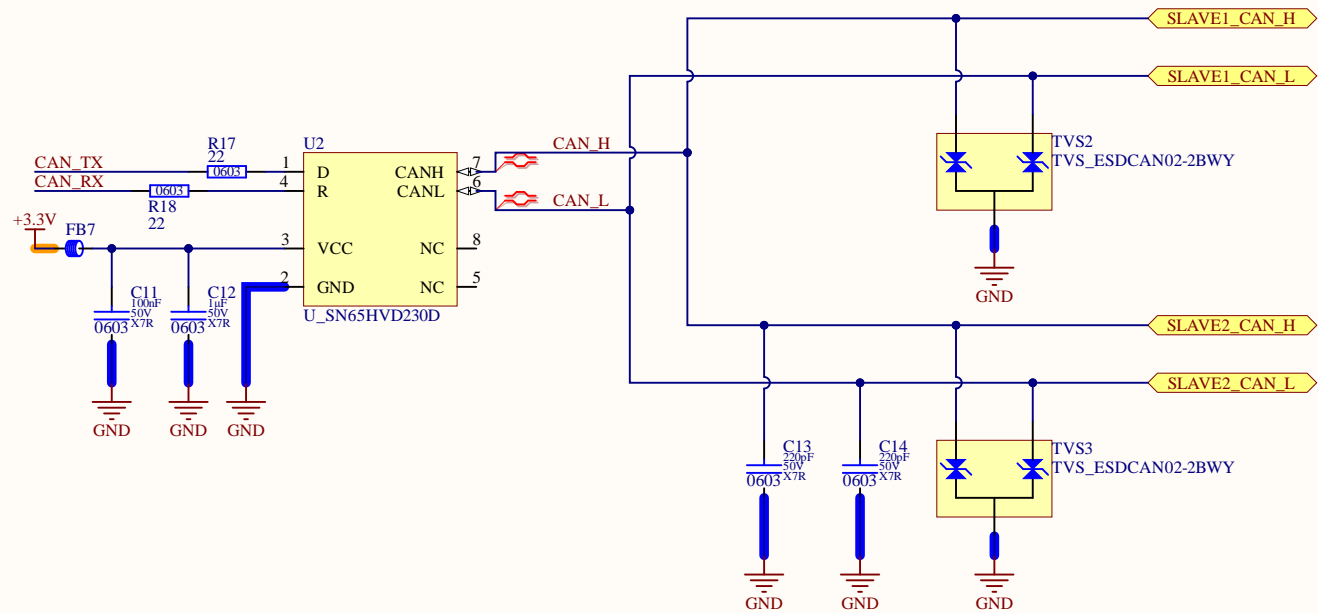 SLAVE1_CAN_H
SLAVE1_CAN_L
TVS2
TVS_ESDCAN02-2BWY
GND
R17
22
0603
CAN_TX
CAN_RX
0603
R18
22
U2
1 D
4 R
3 VCC
2 GND
CANH 7
CANL 6
NC 8
NC 5
U_SN65HVD230D
CAN_H
CAN_L
+3.3V
FB7
C11
100nF
50V
X7R
0603
GND
C12
1µF
50V
X7R
0603
GND
GND
SLAVE2_CAN_H
SLAVE2_CAN_L
C13
220pF
50V
X7R
0603
GND
C14
220pF
50V
X7R
0603
GND
TVS3
TVS_ESDCAN02-2BWY
GND